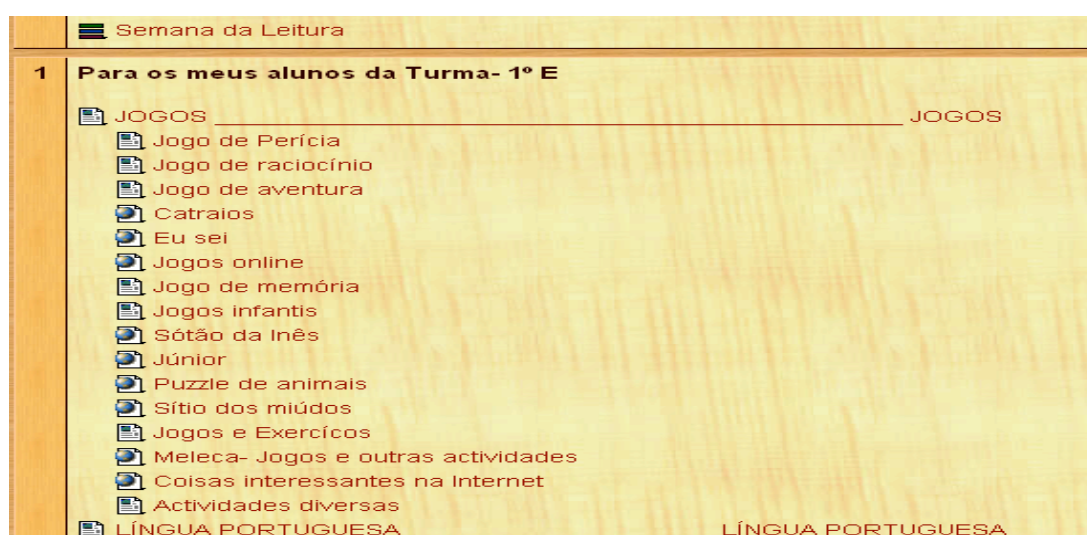 Semana da Leitura
1 Para os meus alunos da Turma- 1º E
JOGOS ______________________________________________ JOGOS
Jogo de Perícia
Jogo de raciocínio
Jogo de aventura
Catraios
Eu sei
Jogos online
Jogo de memória
Jogos infantis
Sótão da Inês
Júnior
Puzzle de animais
Sítio dos miúdos
Jogos e Exercícos
Meleca- Jogos e outras actividades
Coisas interessantes na Internet
Actividades diversas
LÍNGUA PORTUGUESA LÍNGUA PORTUGUESA